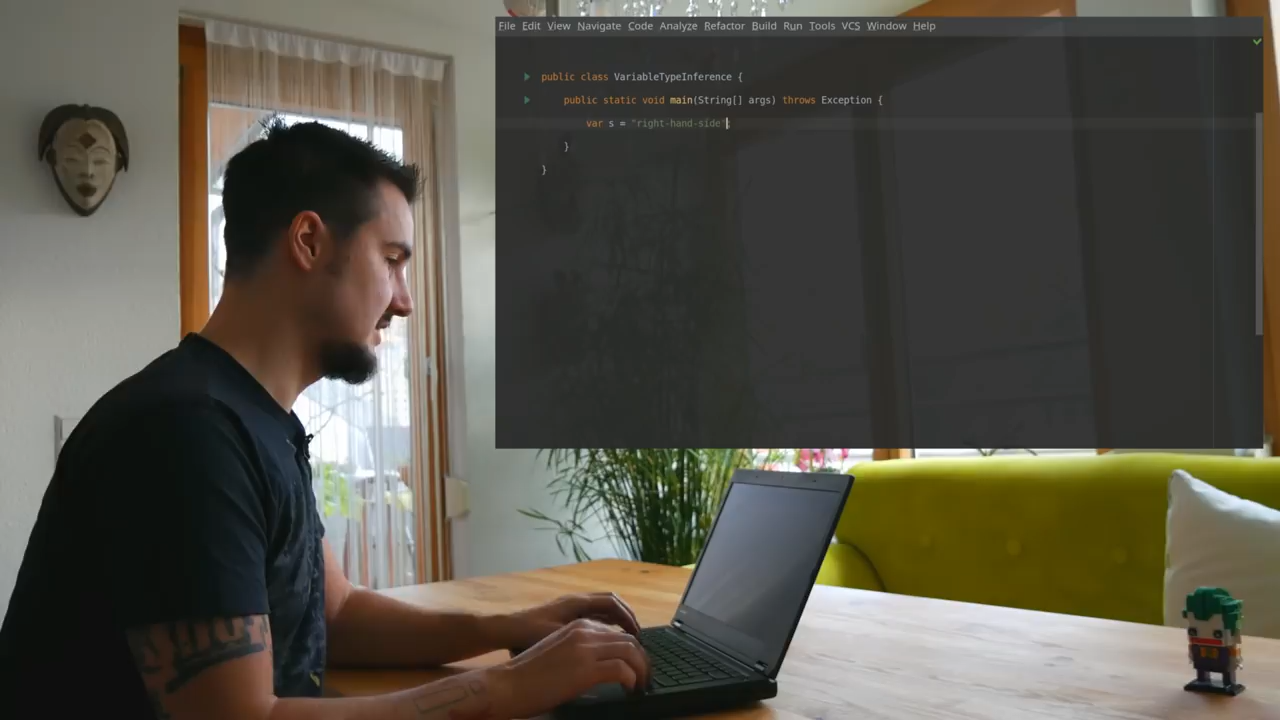 File Edit View Navigate Code Analyze Refactor Build Run Tools VCS Window Help
public class VariableTypeInference {
public static void main(String[] args) throws Exception {
var s = "right-hand-side";
}
}